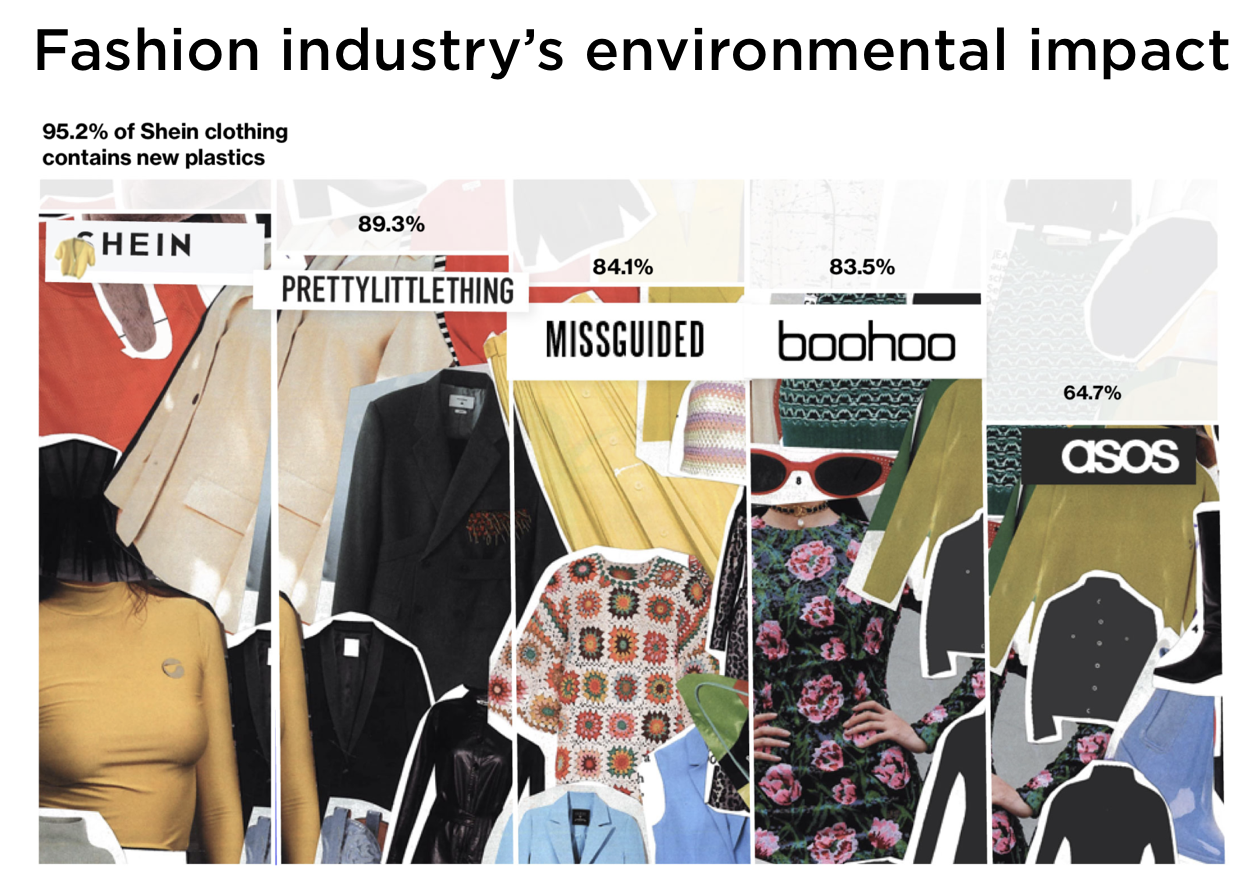 Fashion industry’s environmental impact
95.2% of Shein clothing
contains new plastics
SHEIN
89.3%
PRETTYLITTLETHING
84.1%
MISSGUIDED
83.5%
boohoo
64.7%
asos